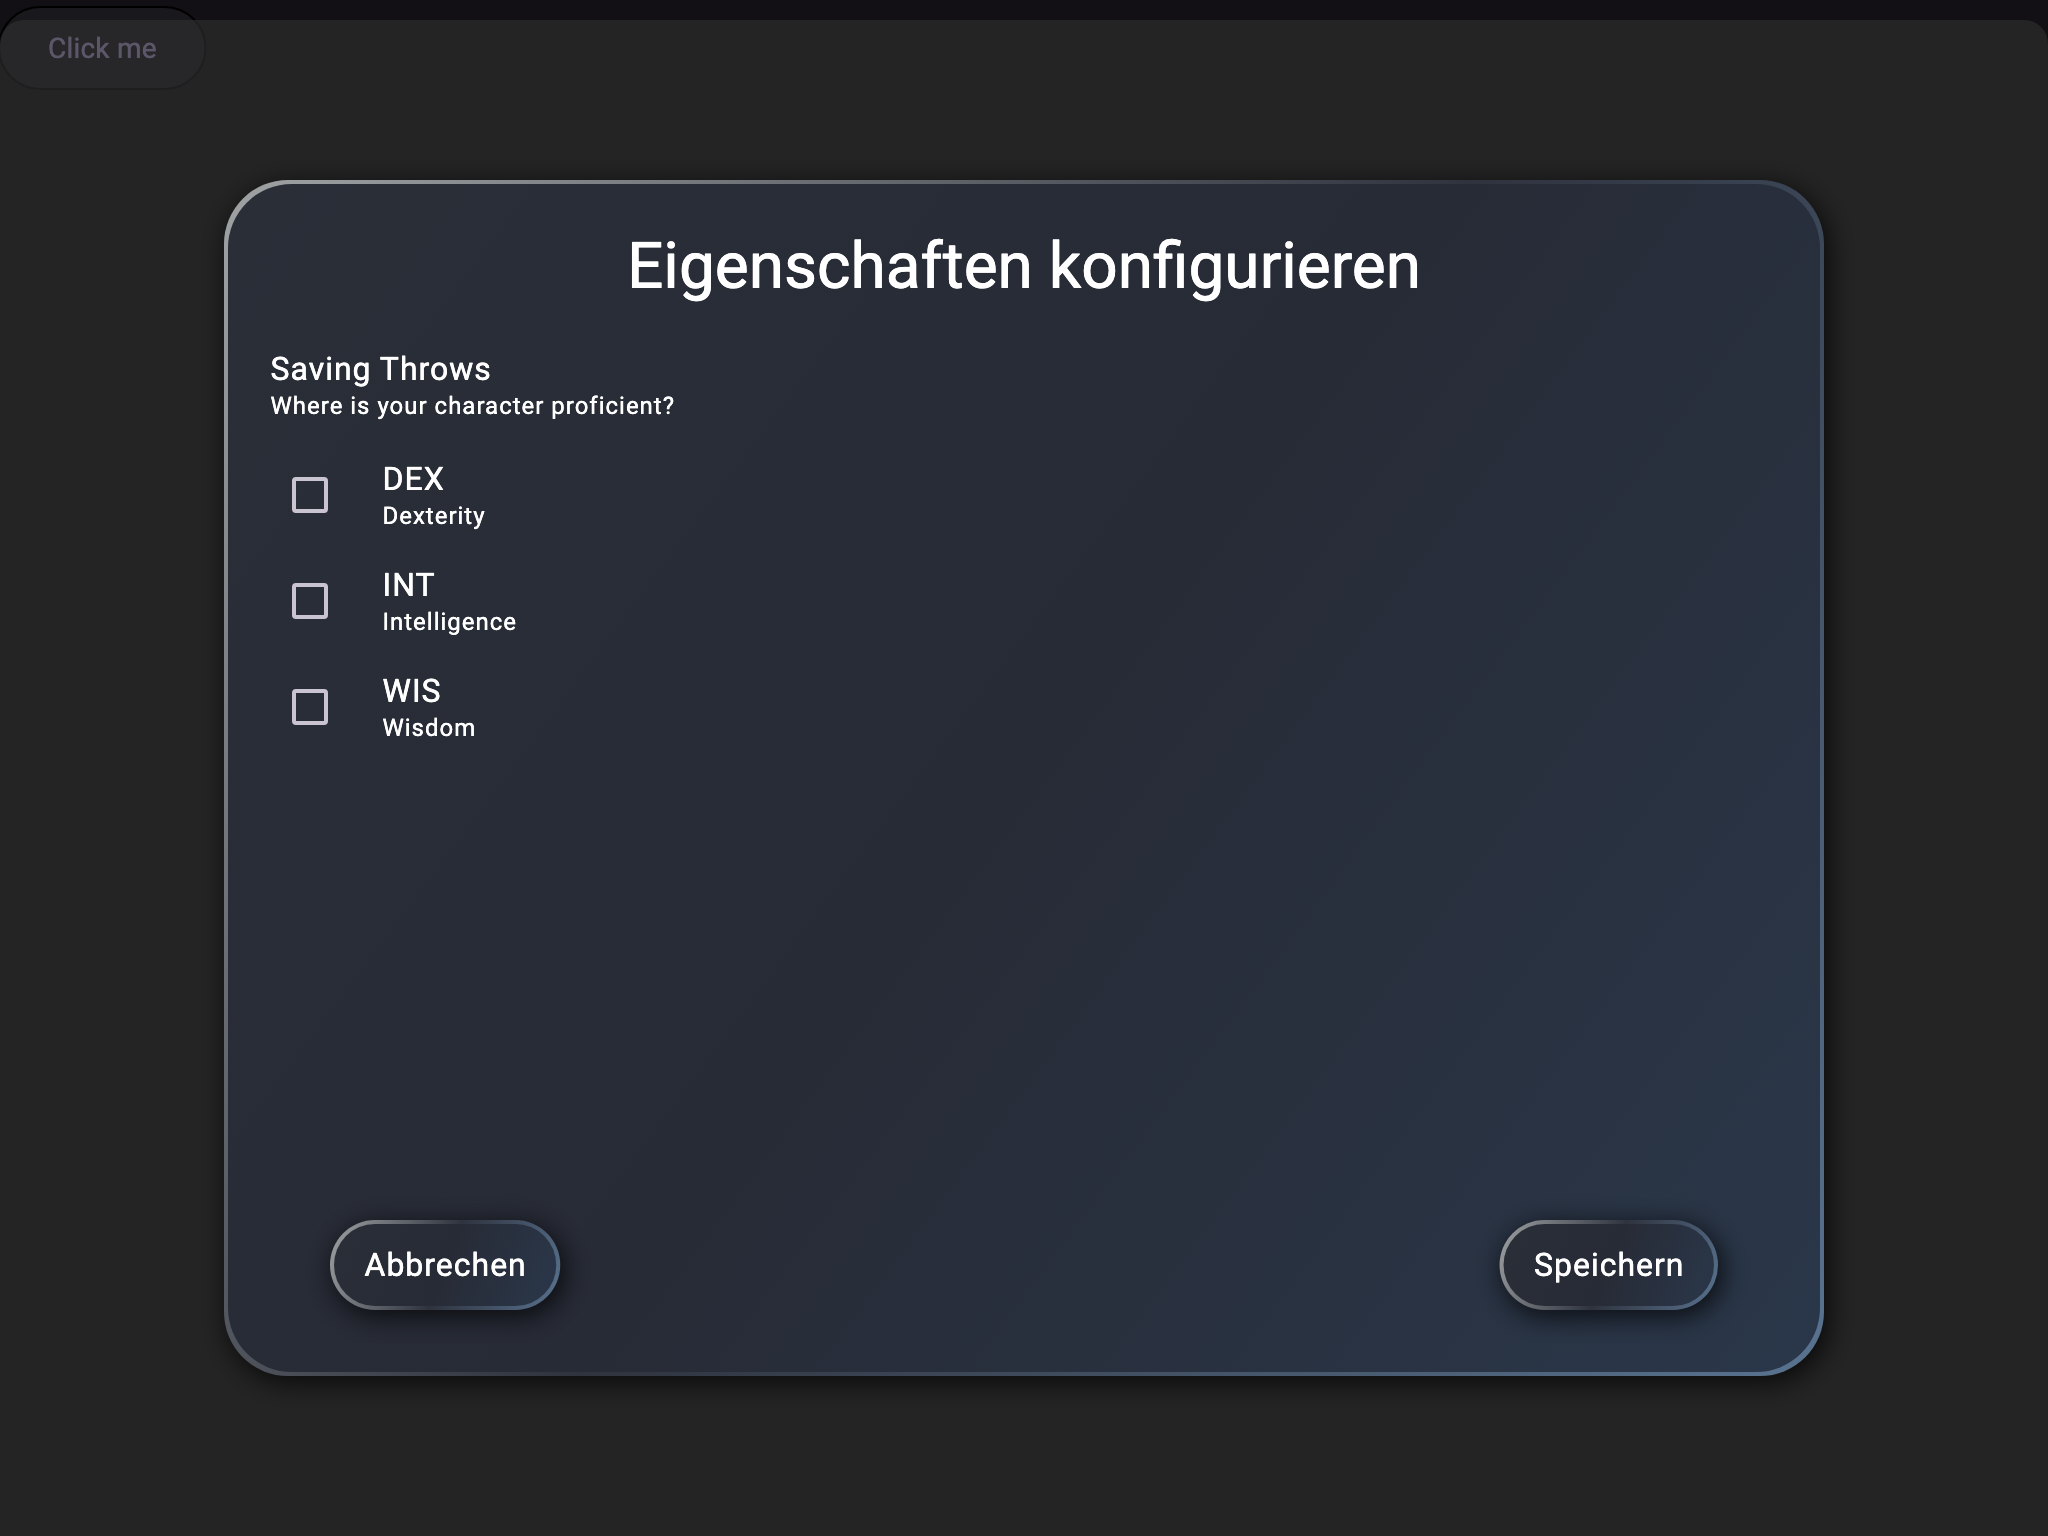 Click me
Eigenschaften konfigurieren
Saving Throws
Where is your character proficient?
DEX
Dexterity
INT
Intelligence
WIS
Wisdom
Abbrechen
Speichern